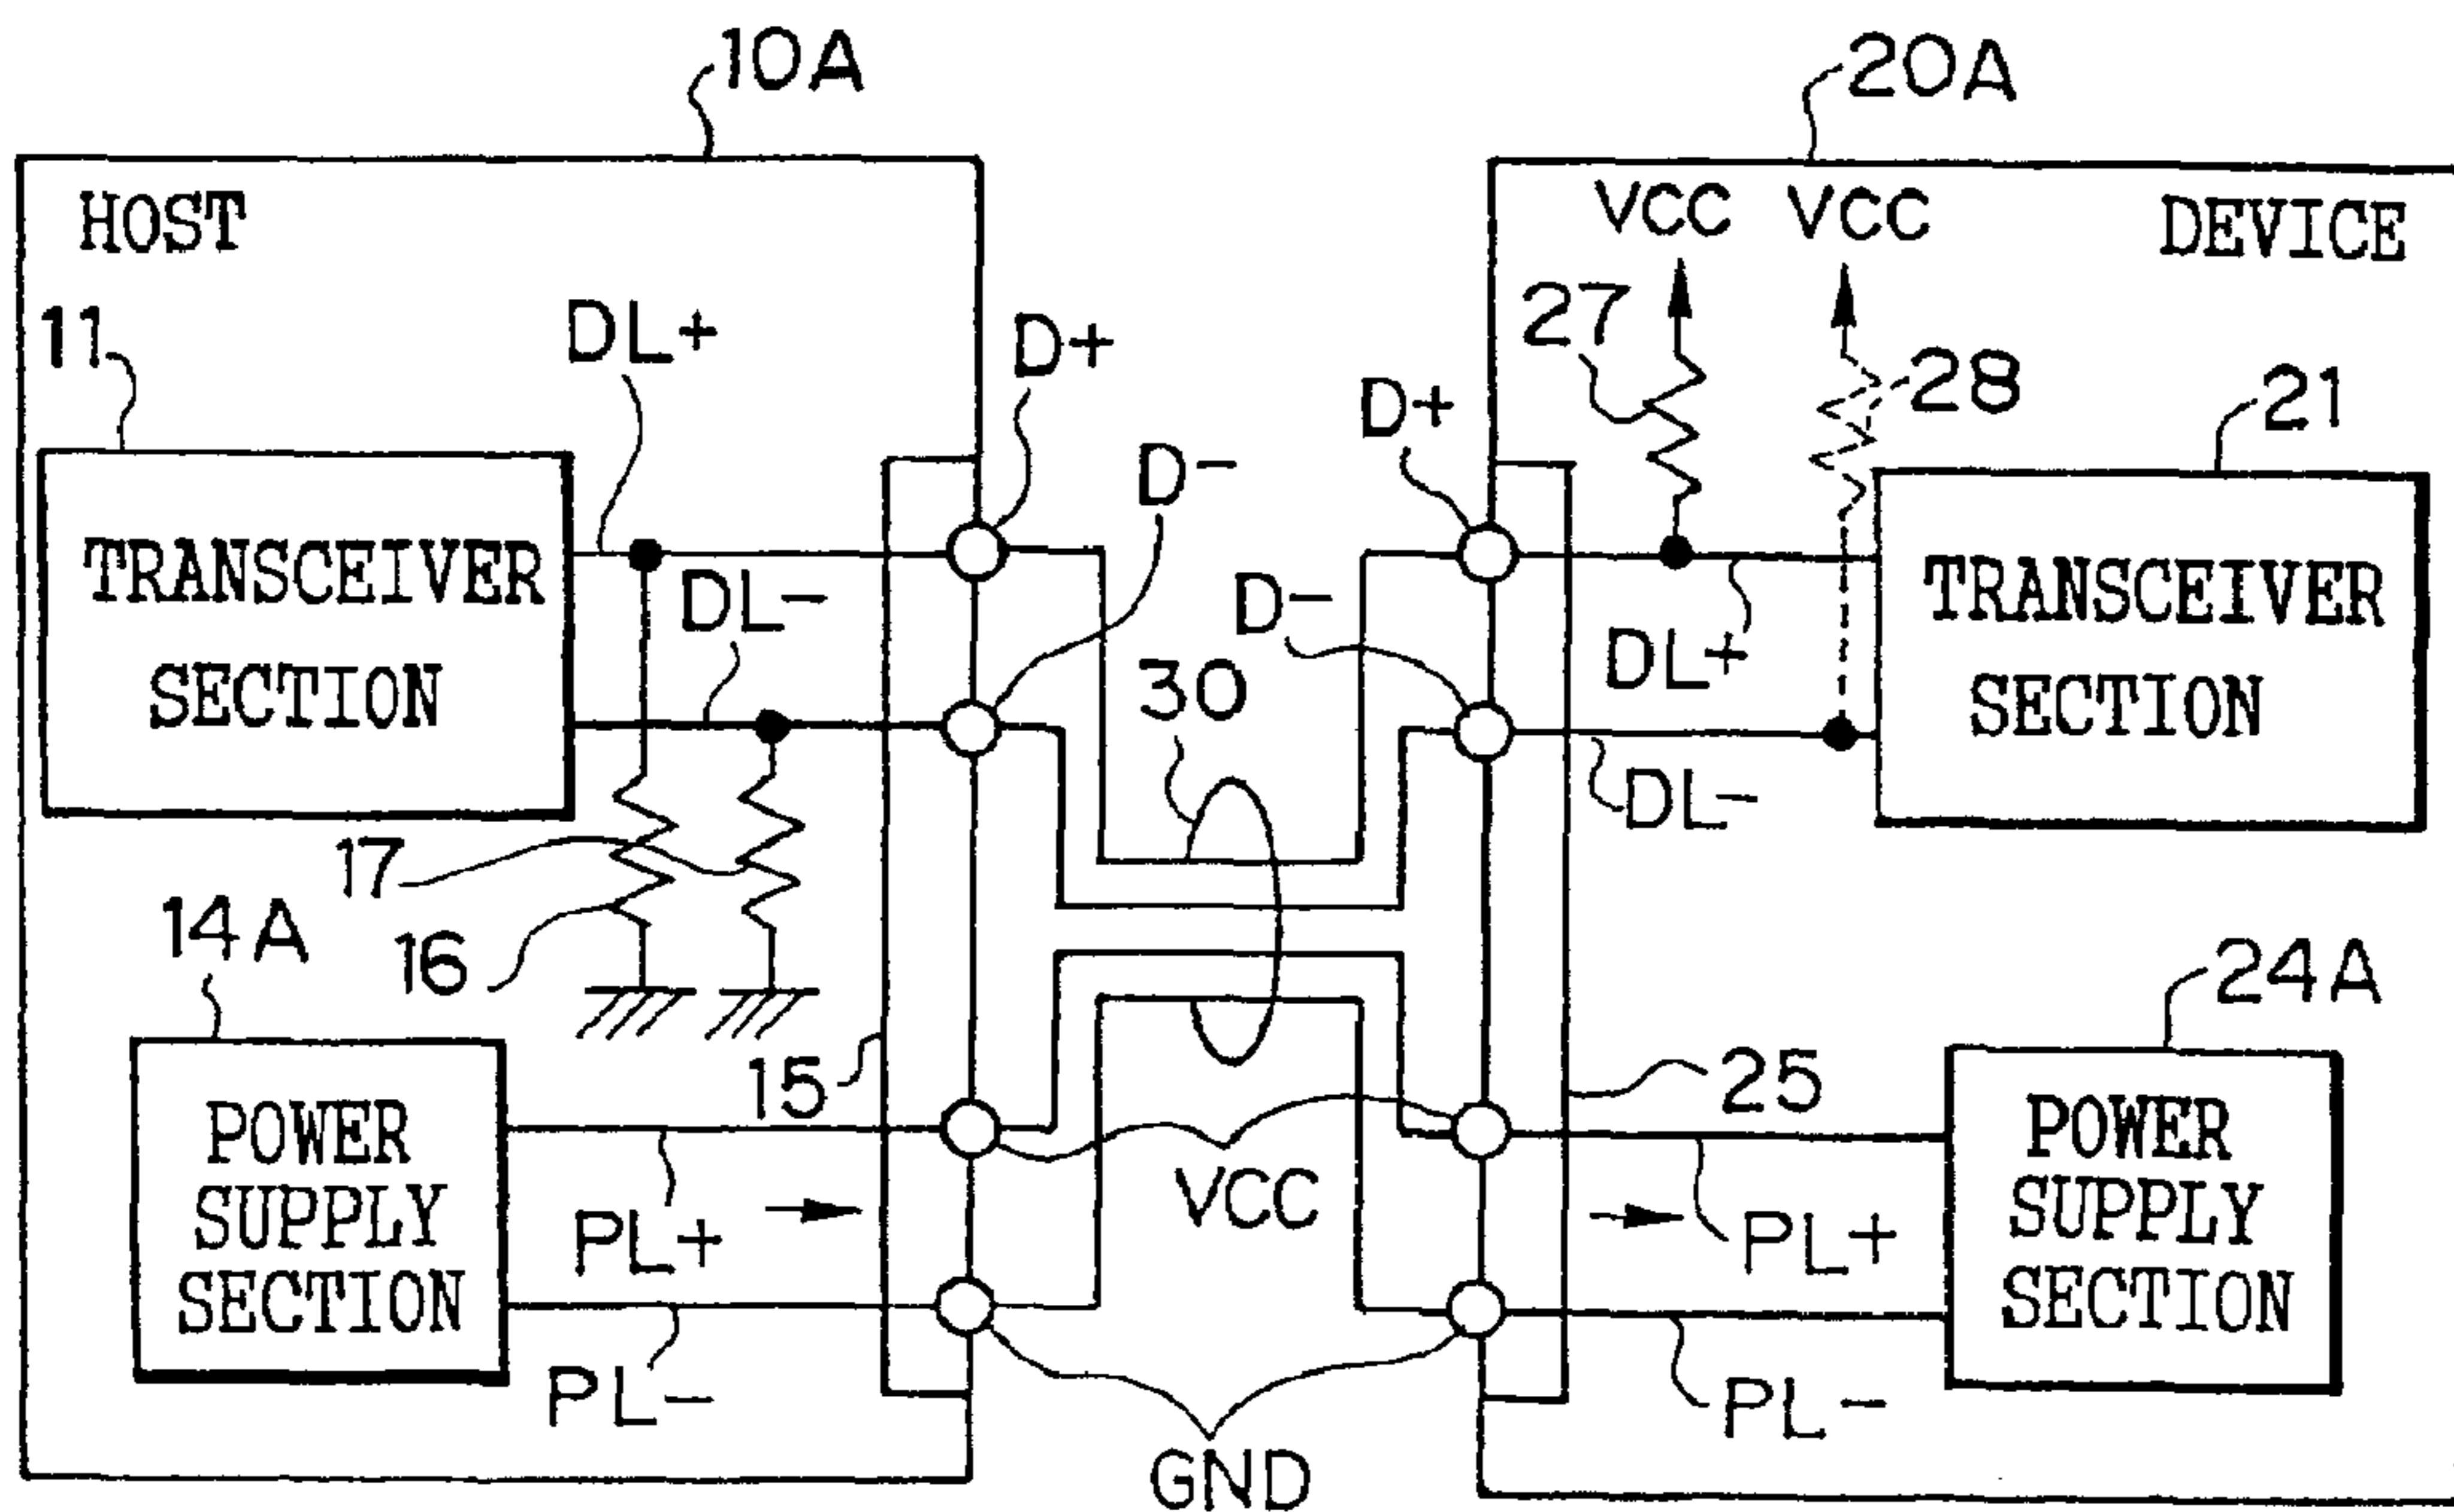 10A
20A
HOST
VCC VCC
DEVICE
11
DL+
D+
27
28
21
D+
D-
TRANSCEIVER
SECTION
DL-
D-
30
DL+
TRANSCEIVER
SECTION
DL-
17
16
14A
24A
15
25
POWER
SUPPLY
SECTION
PL+
VCC
PL+
POWER
SUPPLY
SECTION
PL-
PL-
GND